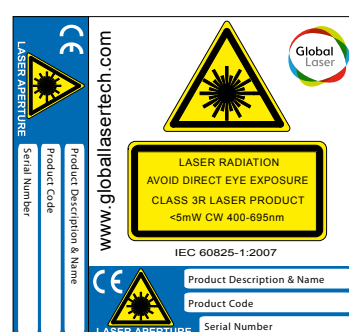 LASER APERTURE
Serial Number
Product Code
Product Description & Name
CE
www.globallasertech.com
Global
Laser
LASER RADIATION
AVOID DIRECT EYE EXPOSURE
CLASS 3R LASER PRODUCT
<5mW CW 400-695nm
IEC 60825-1:2007
CE
LASER APERTURE
Product Description & Name
Product Code
Serial Number